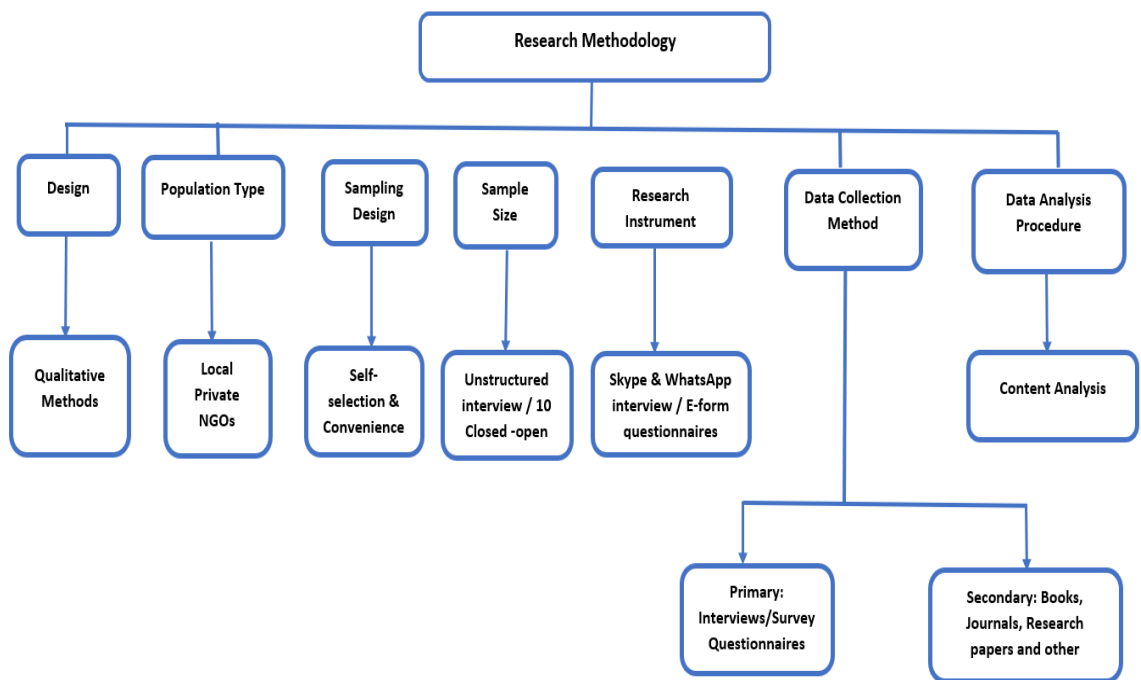 Research Methodology
Design
Population Type
Sampling
Design
Sample
Size
Research
Instrument
Data Collection
Method
Data Analysis
Procedure
Qualitative
Methods
Local
Private
NGOs
Self-
selection &
Convenience
Unstructured
interview / 10
Closed -open
Skype & WhatsApp
interview / E-form
questionnaires
Content Analysis
Primary:
Interviews/Survey
Questionnaires
Secondary: Books,
Journals, Research
papers and other